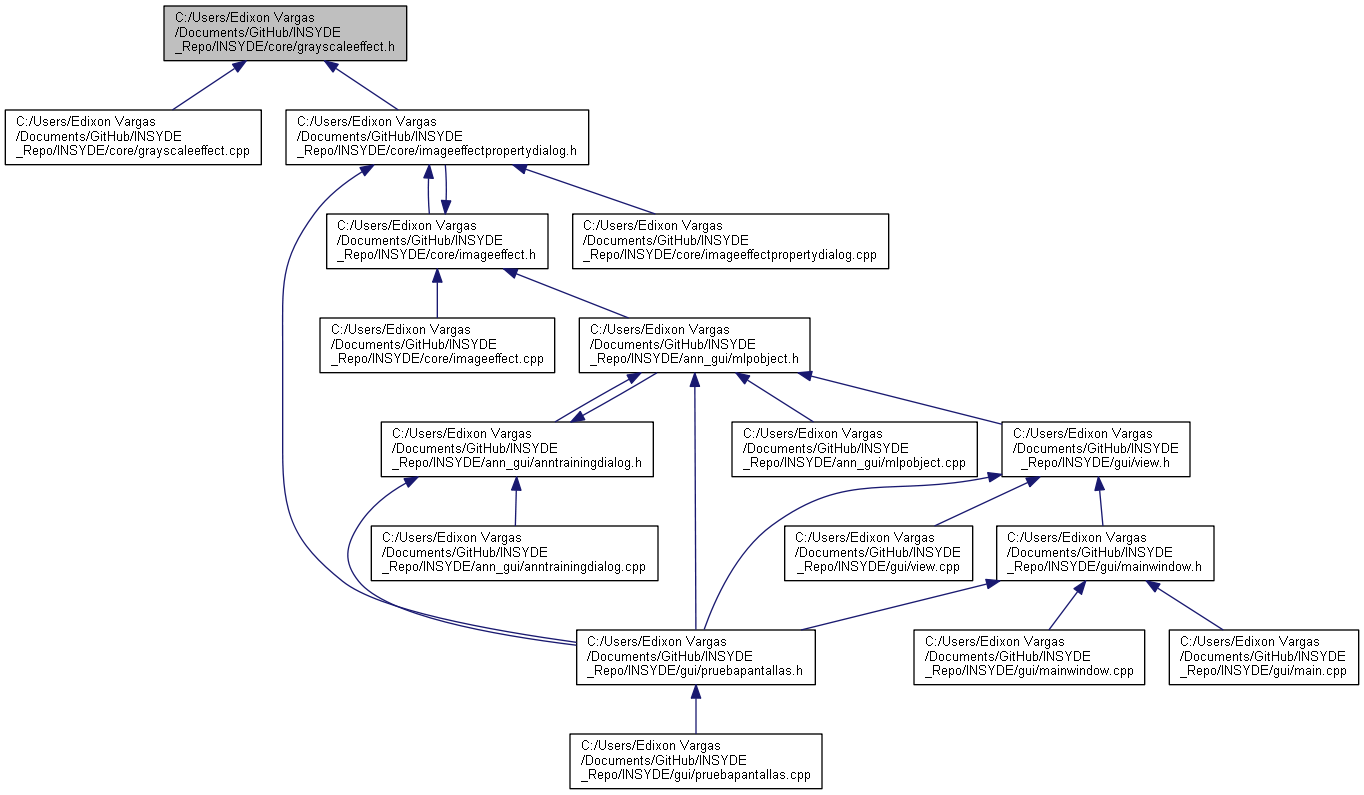 C:/Users/Edixon Vargas
/Documents/GitHub/INSYDE
_Repo/INSYDE/core/grayscaleeffect.h
C:/Users/Edixon Vargas
/Documents/GitHub/INSYDE
_Repo/INSYDE/core/grayscaleeffect.cpp
C:/Users/Edixon Vargas
/Documents/GitHub/INSYDE
_Repo/INSYDE/core/imageeffectpropertydialog.h
C:/Users/Edixon Vargas
/Documents/GitHub/INSYDE
_Repo/INSYDE/core/imageeffect.h
C:/Users/Edixon Vargas
/Documents/GitHub/INSYDE
_Repo/INSYDE/core/imageeffectpropertydialog.cpp
C:/Users/Edixon Vargas
/Documents/GitHub/INSYDE
_Repo/INSYDE/core/imageeffect.cpp
C:/Users/Edixon Vargas
/Documents/GitHub/INSYDE
_Repo/INSYDE/ann_gui/mlpobject.h
C:/Users/Edixon Vargas
/Documents/GitHub/INSYDE
_Repo/INSYDE/ann_gui/anntrainingdialog.h
C:/Users/Edixon Vargas
/Documents/GitHub/INSYDE
_Repo/INSYDE/ann_gui/mlpobject.cpp
C:/Users/Edixon Vargas
/Documents/GitHub/INSYDE
_Repo/INSYDE/gui/view.h
C:/Users/Edixon Vargas
/Documents/GitHub/INSYDE
_Repo/INSYDE/ann_gui/anntrainingdialog.cpp
C:/Users/Edixon Vargas
/Documents/GitHub/INSYDE
_Repo/INSYDE/gui/view.cpp
C:/Users/Edixon Vargas
/Documents/GitHub/INSYDE
_Repo/INSYDE/gui/mainwindow.h
C:/Users/Edixon Vargas
/Documents/GitHub/INSYDE
_Repo/INSYDE/gui/pruebapantallas.h
C:/Users/Edixon Vargas
/Documents/GitHub/INSYDE
_Repo/INSYDE/gui/mainwindow.cpp
C:/Users/Edixon Vargas
/Documents/GitHub/INSYDE
_Repo/INSYDE/gui/main.cpp
C:/Users/Edixon Vargas
/Documents/GitHub/INSYDE
_Repo/INSYDE/gui/pruebapantallas.cpp